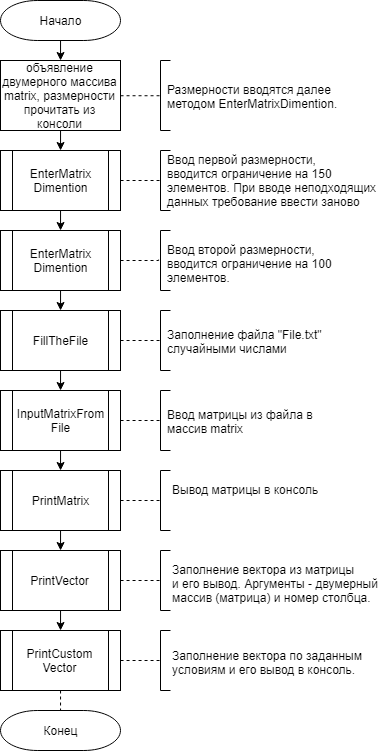 Начало
объявление
двумерного массива
matrix, размерности
прочитать из
консоли
Размерности вводятся далее
методом EnterMatrixDimention.
EnterMatrix
Dimention
Ввод первой размерности,
вводится ограничение на 150
элементов. При вводе неподходящих
данных требование ввести заново
EnterMatrix
Dimention
Ввод второй размерности,
вводится ограничение на 100
элементов.
FillTheFile
Заполнение файла "File.txt"
случайными числами
InputMatrixFrom
File
Ввод матрицы из файла в
массив matrix
PrintMatrix
Вывод матрицы в консоль
PrintVector
Заполнение вектора из матрицы
и его вывод. Аргументы - двумерный
массив (матрица) и номер столбца.
PrintCustom
Vector
Заполнение вектора по заданным
условиям и его вывод в консоль.
Конец